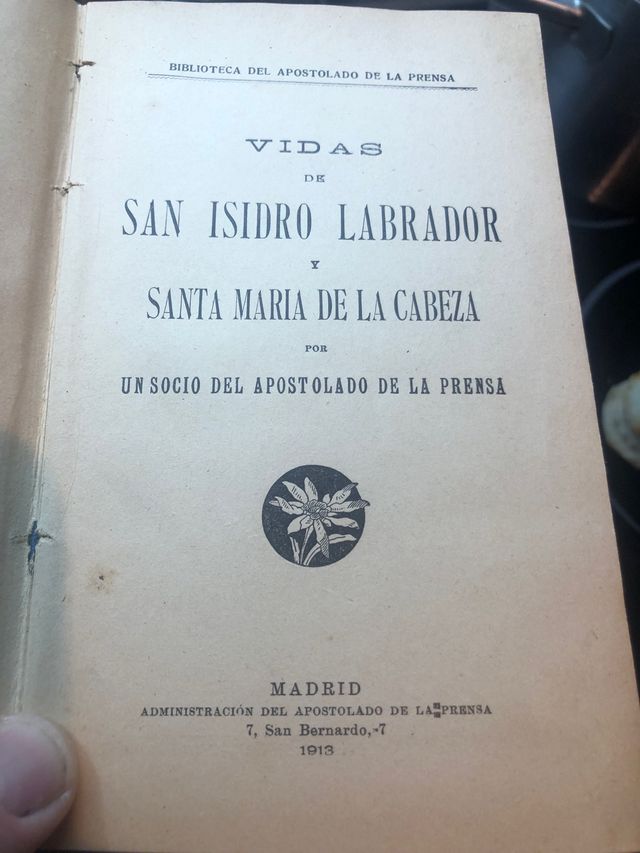 BIBLIOTECA DEL APOSTOLADO DE LA PRENSA
VIDAS
DE
SAN ISIDRO LABRADOR
Y
SANTA MARIA DE LA CABEZA
POR
UN SOCIO DEL APOSTOLADO DE LA PRENSA
MADRID
ADMINISTRACIÓN DEL APOSTOLADO DE LA PRENSA
7, San Bernardo, 7
1913